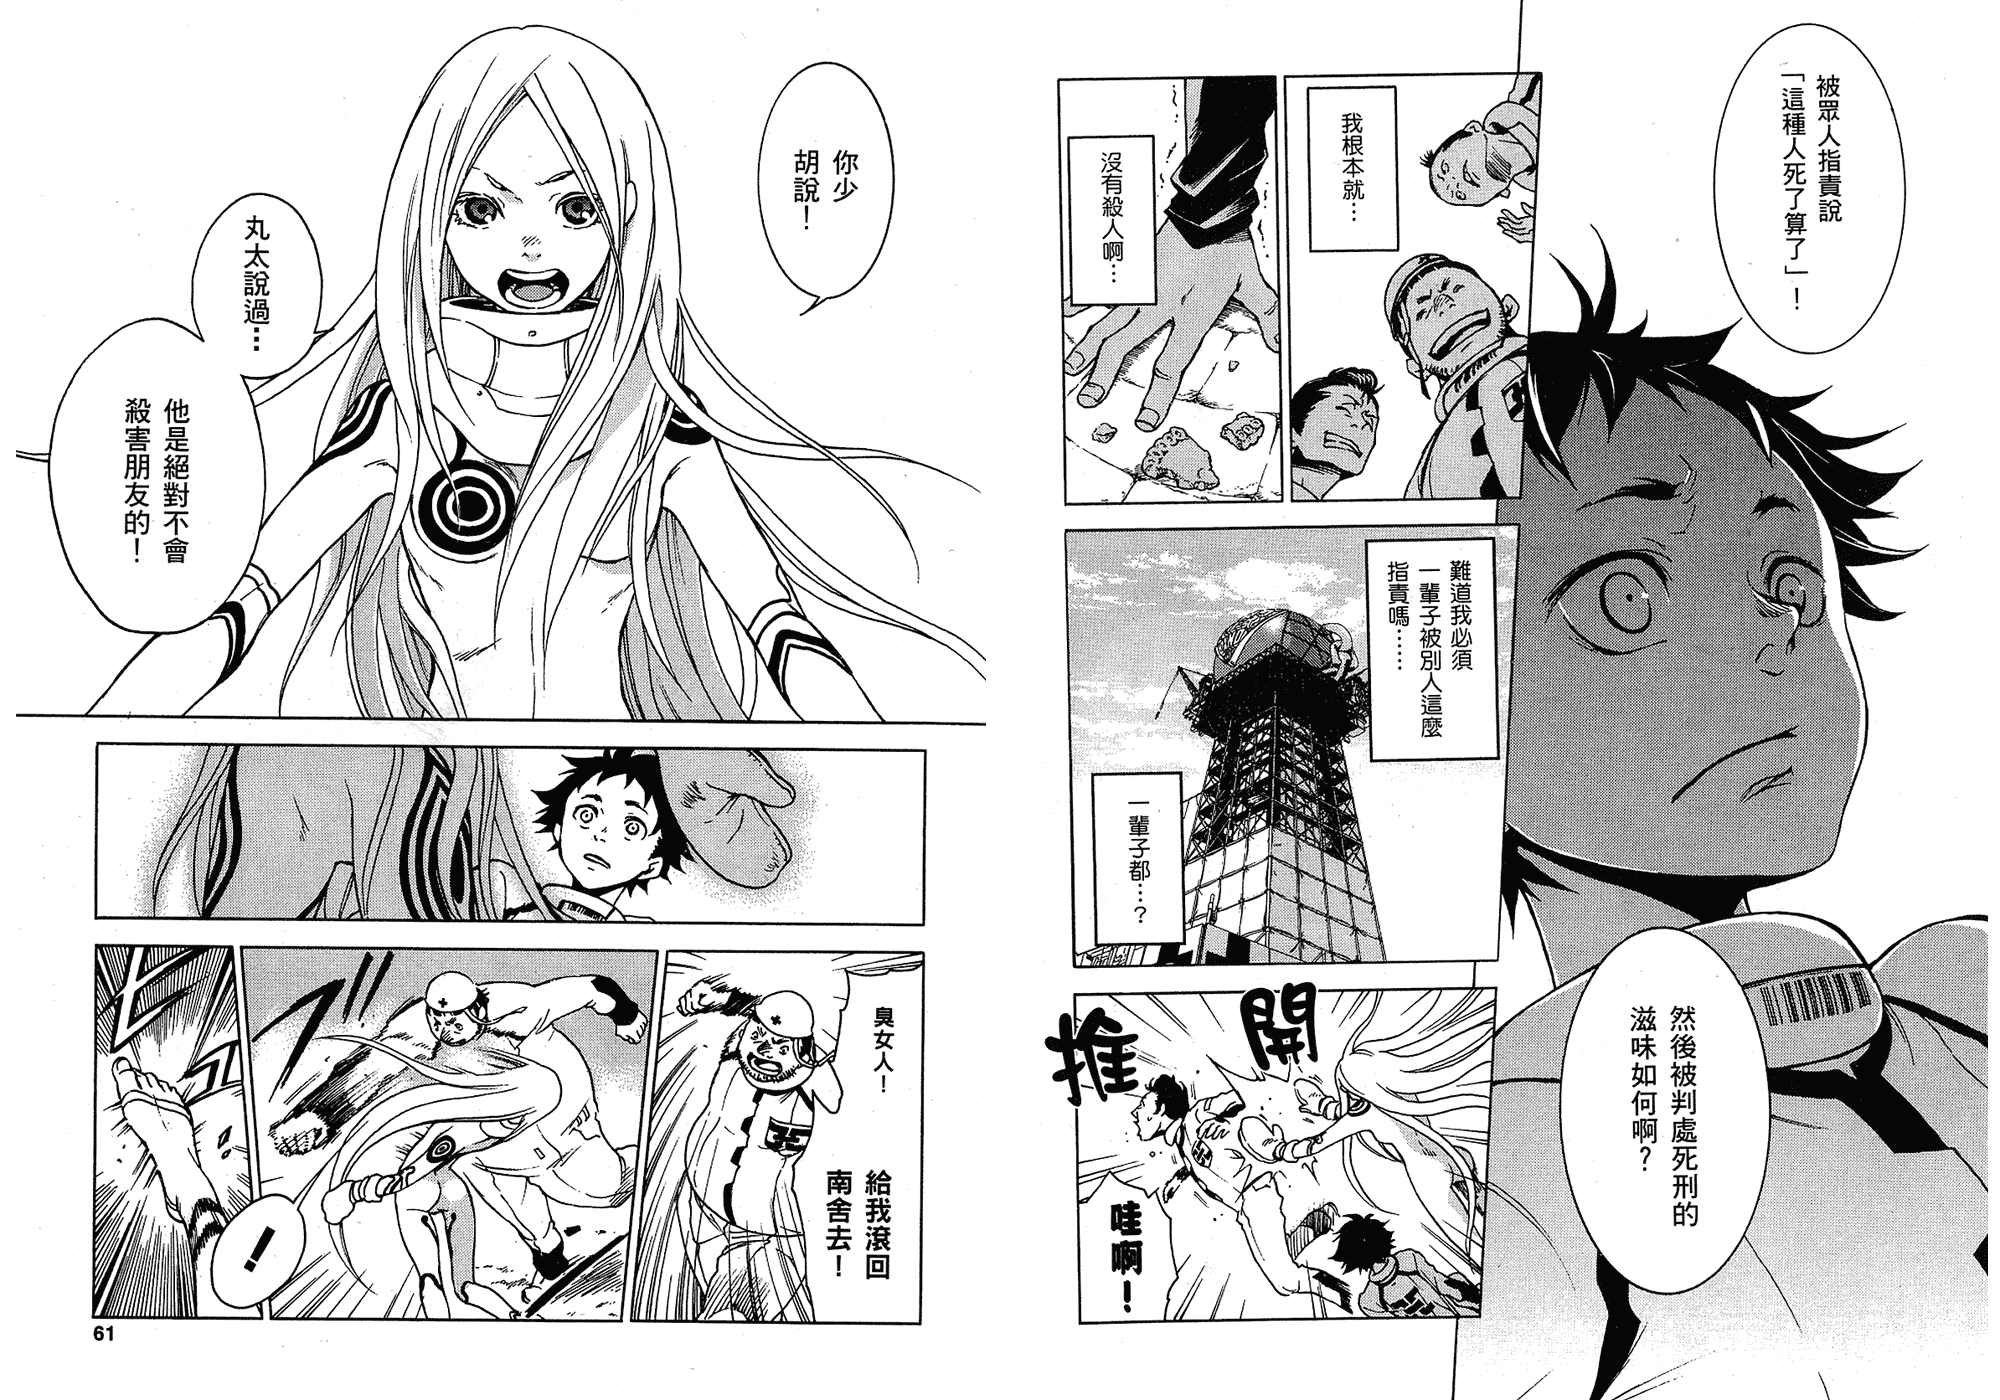 被眾人指責說
「這種人死了算了」！
我根本就…
沒有殺人啊…
難道我必須
一輩子被別人這麼
指責嗎……
一輩子都…？
然後被判處死刑的
滋味如何啊？
推
開
哇啊！
你少
胡說！
丸太說過…
他是絕對不會
殺害朋友的！
臭女人！
給我滾回
南舍去！
！
61